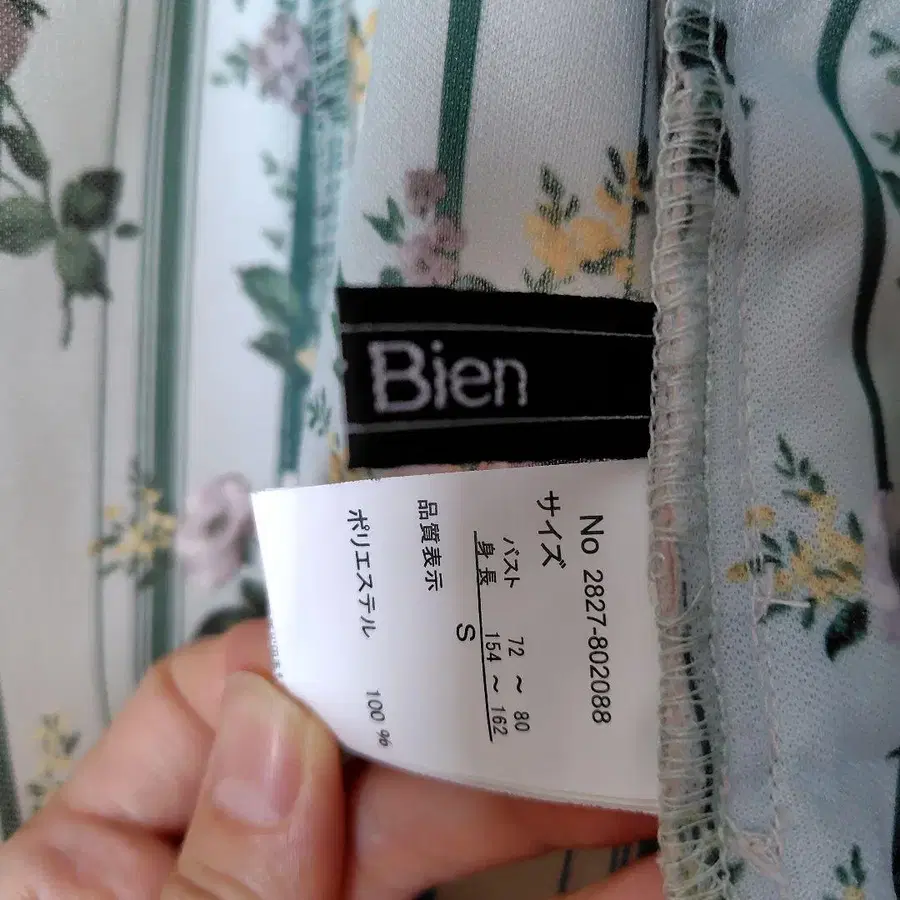 Bien
No 2827-802088
サイズ
バスト 72 ~ 80
身長 154 ~ 162
S
品質表示
ポリエステル 100 %